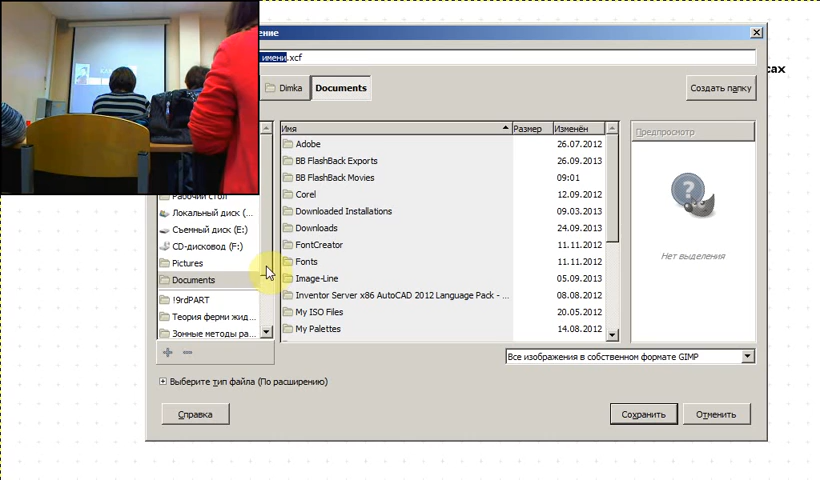 ение
имени.xcf
сах
Dimka
Documents
Создать папку
Имя
Размер
Изменён
Предпросмотр
Adobe
26.07.2012
BB FlashBack Exports
26.09.2013
BB FlashBack Movies
09:01
Рабочий стол
Corel
12.09.2012
Локальный диск (...
Downloaded Installations
09.03.2013
Съемный диск (E:)
Downloads
24.09.2013
CD-дисковод (F:)
FontCreator
11.11.2012
Pictures
Fonts
11.11.2012
Нет выделения
Documents
Image-Line
05.09.2013
!9rdPART
Inventor Server x86 AutoCAD 2012 Language Pack - ...
08.08.2012
Теория ферми жид...
My ISO Files
20.05.2012
Зонные методы ра...
My Palettes
14.08.2012
Все изображения в собственном формате GIMP
Выберите тип файла (По расширению)
Справка
Сохранить
Отменить